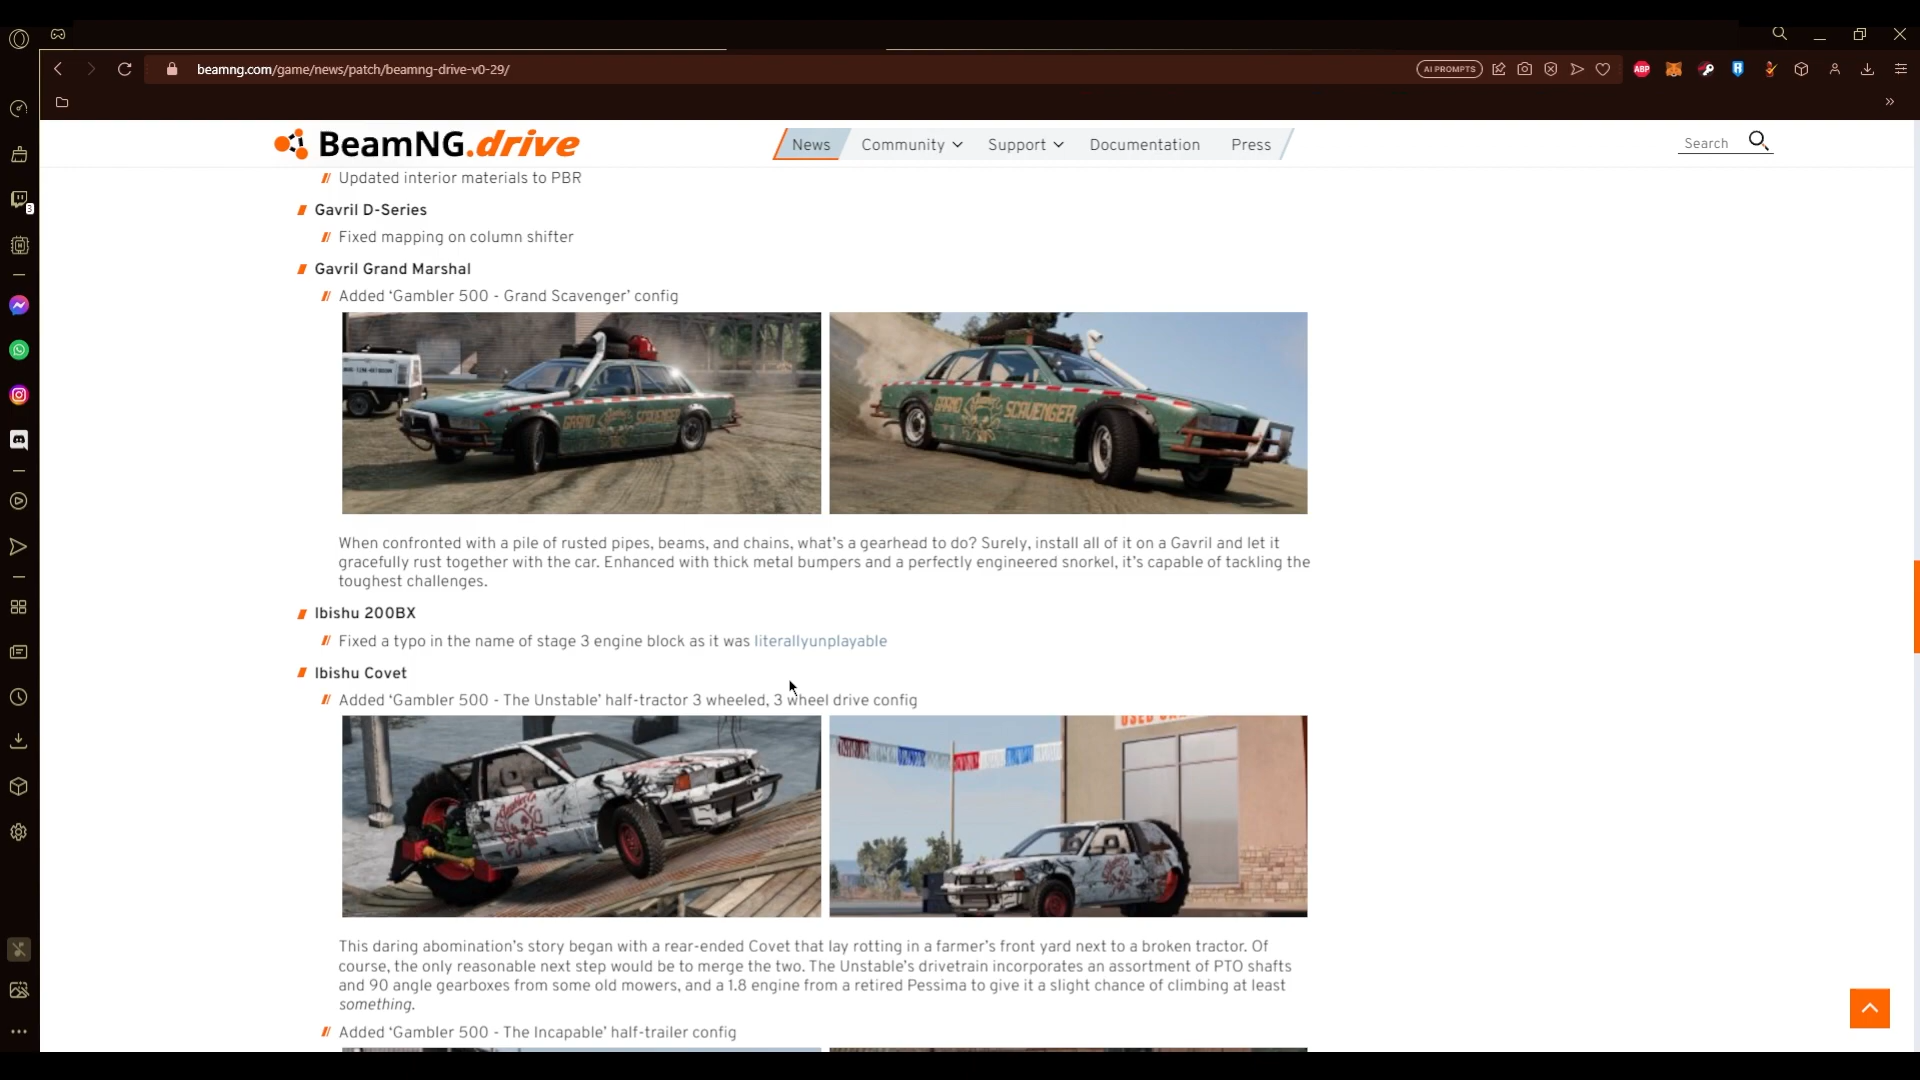 beamng.com/game/news/patch/beamng-drive-v0-29/
AI PROMPTS
ABP
BeamNG.drive
News
Community
Support
Documentation
Press
Search
Updated interior materials to PBR
Gavril D-Series
Fixed mapping on column shifter
Gavril Grand Marshal
Added ‘Gambler 500 - Grand Scavenger’ config
GRAND SCAVENGER
GRAND SCAVENGER
When confronted with a pile of rusted pipes, beams, and chains, what’s a gearhead to do? Surely, install all of it on a Gavril and let it
gracefully rust together with the car. Enhanced with thick metal bumpers and a perfectly engineered snorkel, it’s capable of tackling the
toughest challenges.
Ibishu 200BX
Fixed a typo in the name of stage 3 engine block as it was literallyunplayable
Ibishu Covet
Added ‘Gambler 500 - The Unstable’ half-tractor 3 wheeled, 3 wheel drive config
This daring abomination’s story began with a rear-ended Covet that lay rotting in a farmer’s front yard next to a broken tractor. Of
course, the only reasonable next step would be to merge the two. The Unstable’s drivetrain incorporates an assortment of PTO shafts
and 90 angle gearboxes from some old mowers, and a 1.8 engine from a retired Pessima to give it a slight chance of climbing at least
something.
Added ‘Gambler 500 - The Incapable’ half-trailer config